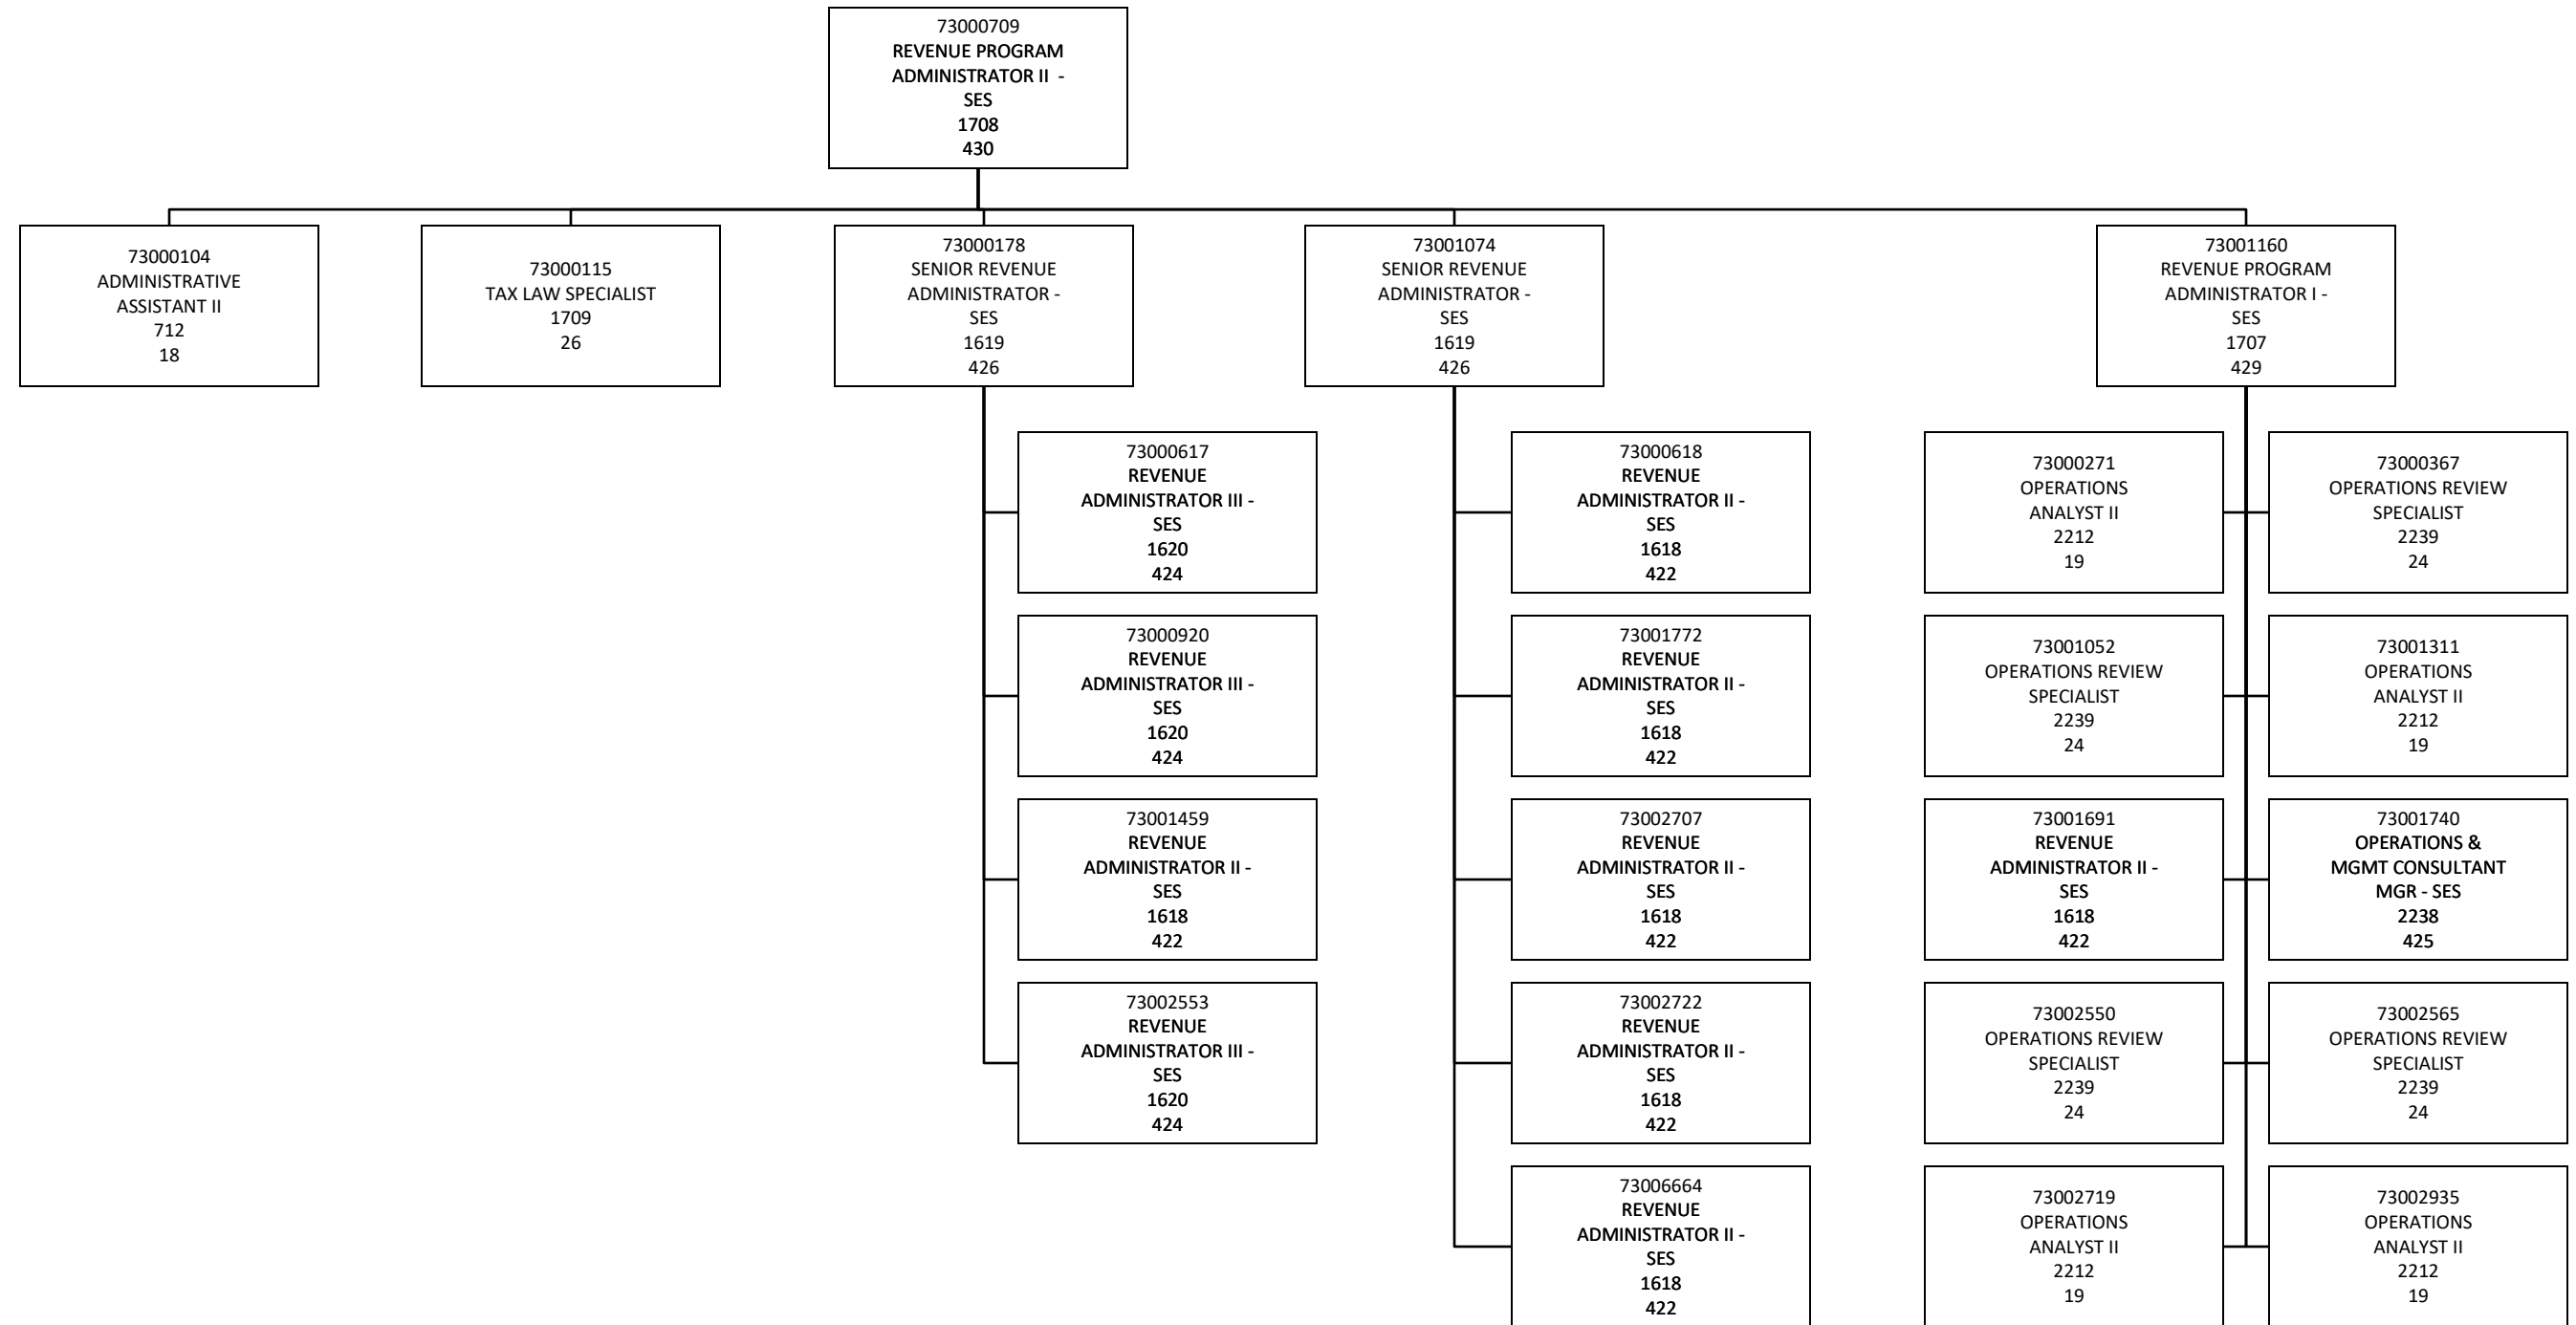 73000709
REVENUE PROGRAM
ADMINISTRATOR II -
SES
1708
430
73000104
ADMINISTRATIVE
ASSISTANT II
712
18
73000115
TAX LAW SPECIALIST
1709
26
73000178
SENIOR REVENUE
ADMINISTRATOR -
SES
1619
426
73001074
SENIOR REVENUE
ADMINISTRATOR -
SES
1619
426
73001160
REVENUE PROGRAM
ADMINISTRATOR I -
SES
1707
429
73000617
REVENUE
ADMINISTRATOR III -
SES
1620
424
73000618
REVENUE
ADMINISTRATOR II -
SES
1618
422
73000271
OPERATIONS
ANALYST II
2212
19
73000367
OPERATIONS REVIEW
SPECIALIST
2239
24
73000920
REVENUE
ADMINISTRATOR III -
SES
1620
424
73001772
REVENUE
ADMINISTRATOR II -
SES
1618
422
73001052
OPERATIONS REVIEW
SPECIALIST
2239
24
73001311
OPERATIONS
ANALYST II
2212
19
73001459
REVENUE
ADMINISTRATOR II -
SES
1618
422
73002707
REVENUE
ADMINISTRATOR II -
SES
1618
422
73001691
REVENUE
ADMINISTRATOR II -
SES
1618
422
73001740
OPERATIONS &
MGMT CONSULTANT
MGR - SES
2238
425
73002553
REVENUE
ADMINISTRATOR III -
SES
1620
424
73002722
REVENUE
ADMINISTRATOR II -
SES
1618
422
73002550
OPERATIONS REVIEW
SPECIALIST
2239
24
73002565
OPERATIONS REVIEW
SPECIALIST
2239
24
73006664
REVENUE
ADMINISTRATOR II -
SES
1618
422
73002719
OPERATIONS
ANALYST II
2212
19
73002935
OPERATIONS
ANALYST II
2212
19